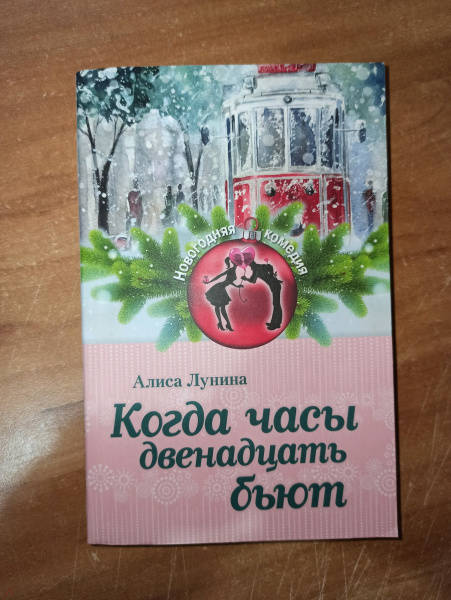 Новогодняя комедия
Алиса Лунина
Когда часы
двенадцать
бьют